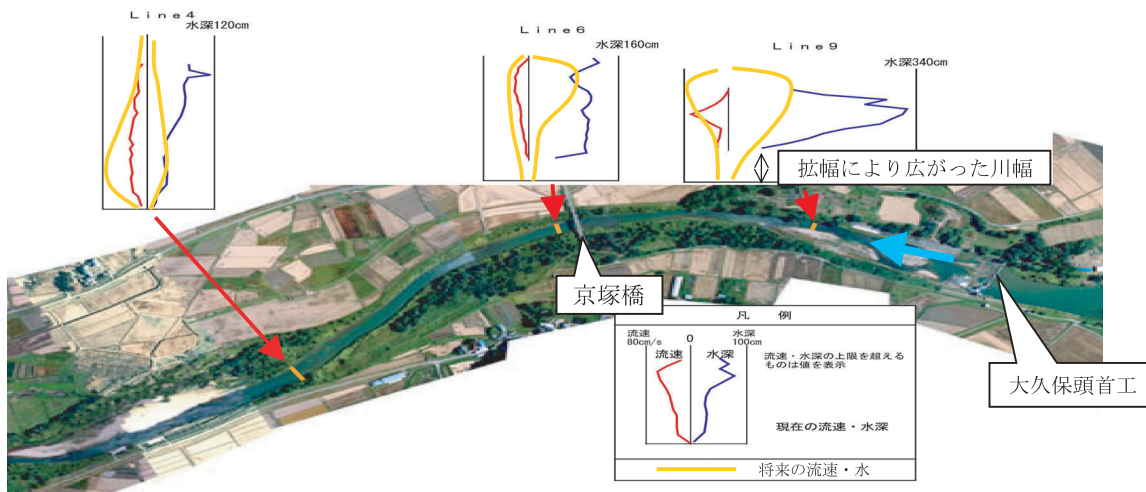 Line4
水深120cm
Line6
水深160cm
Line9
水深340cm
拡幅により広がった川幅
京塚橋
大久保頭首工
凡 例
流速
80cm/s
0
水深
100cm
流速
水深
流速・水深の上限を超える
ものは値を表示
現在の流速・水深
将来の流速・水